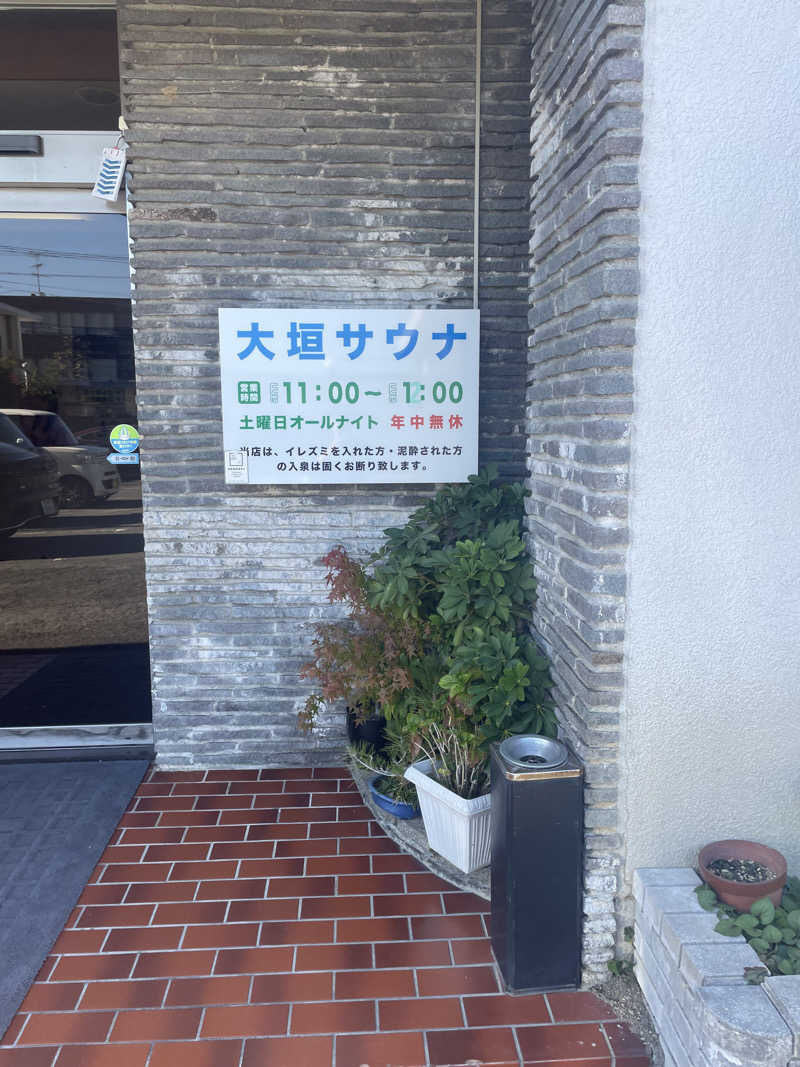 大垣サウナ
営業時間 11:00～1:00
土曜日オールナイト 年中無休
当店は、イレズミを入れた方・泥酔された方
の入泉は固くお断り致します。